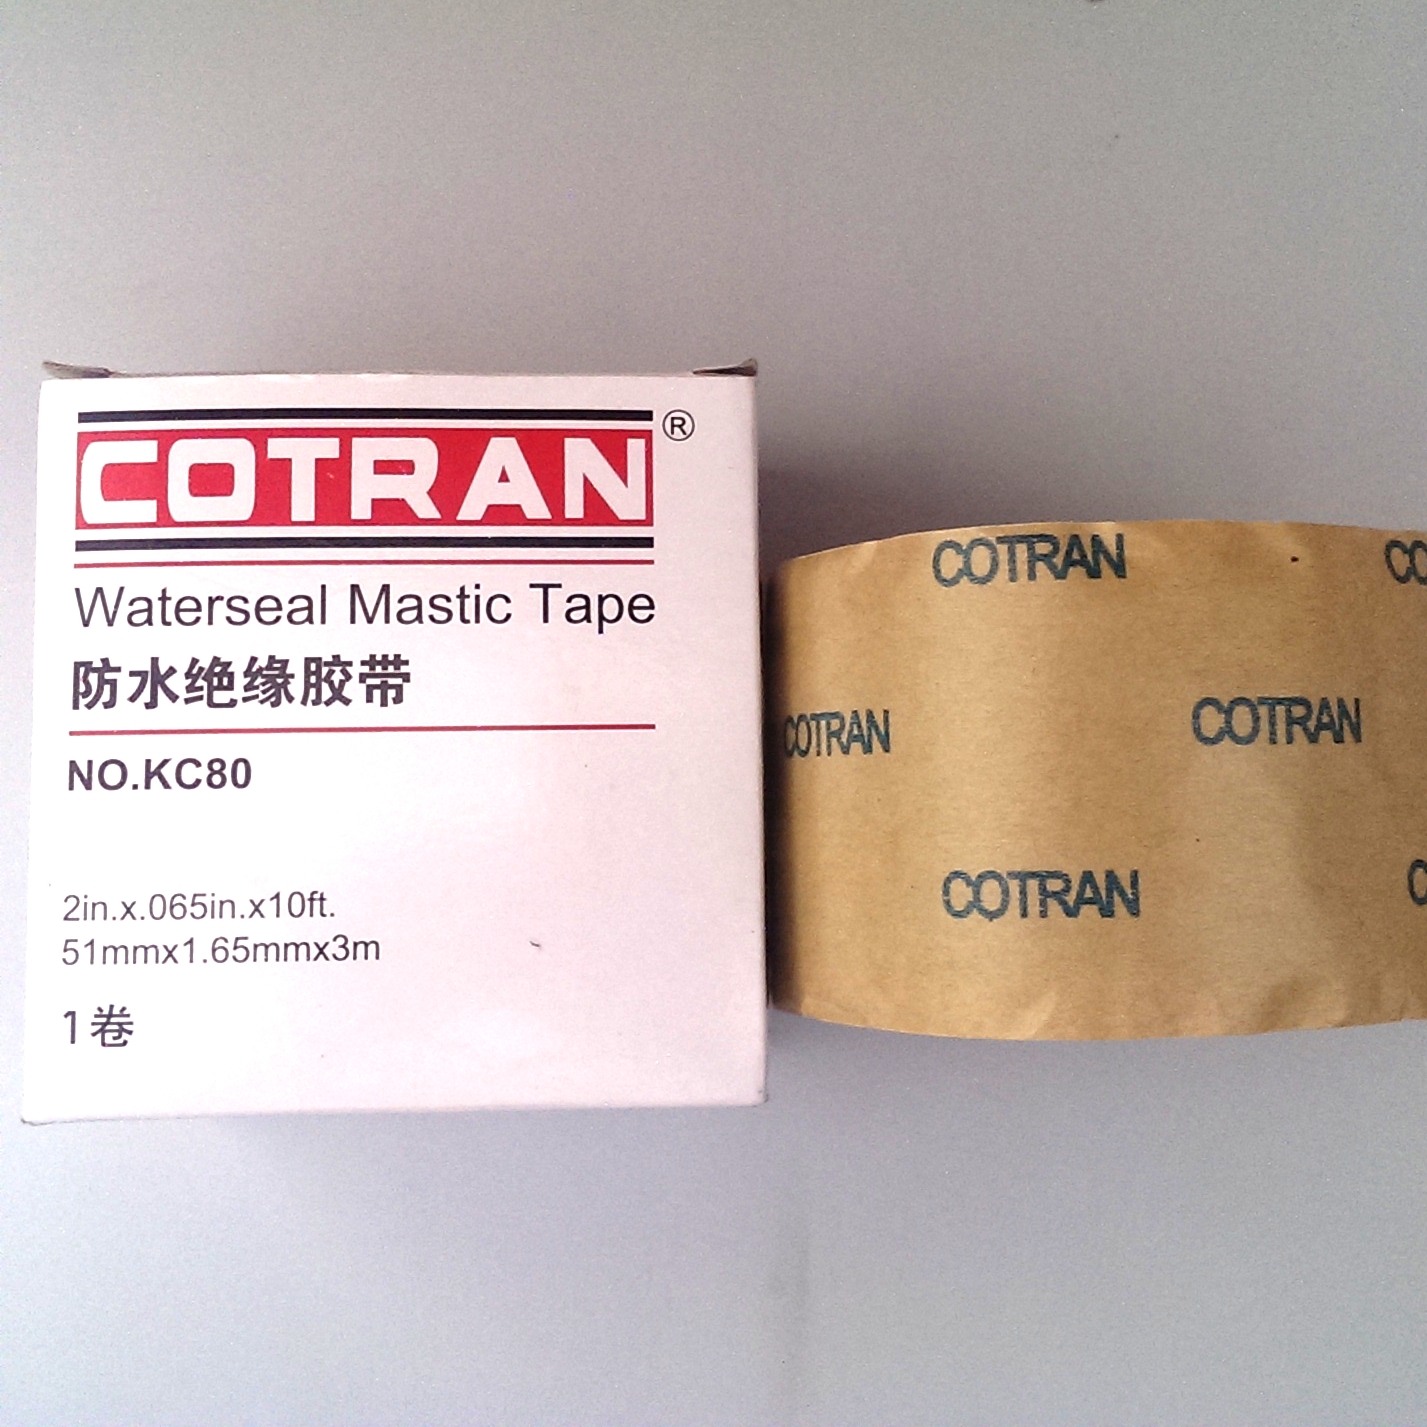 COTRAN®
Waterseal Mastic Tape
防水绝缘胶带
NO.KC80
2in.x.065in.x10ft.
51mmx1.65mmx3m
1卷
COTRAN
COTRAN
COTRAN
COTRAN